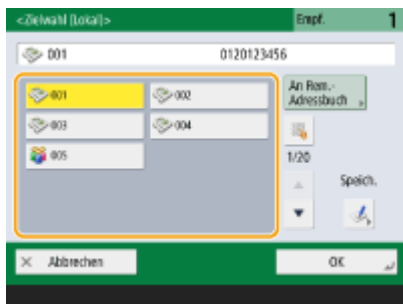 <Zielwahl (Lokal)> Empf. 1
001 0120123456
001 002
An Rem.-
Adressbuch
003 004
005
1/20
Speich.
× Abbrechen OK